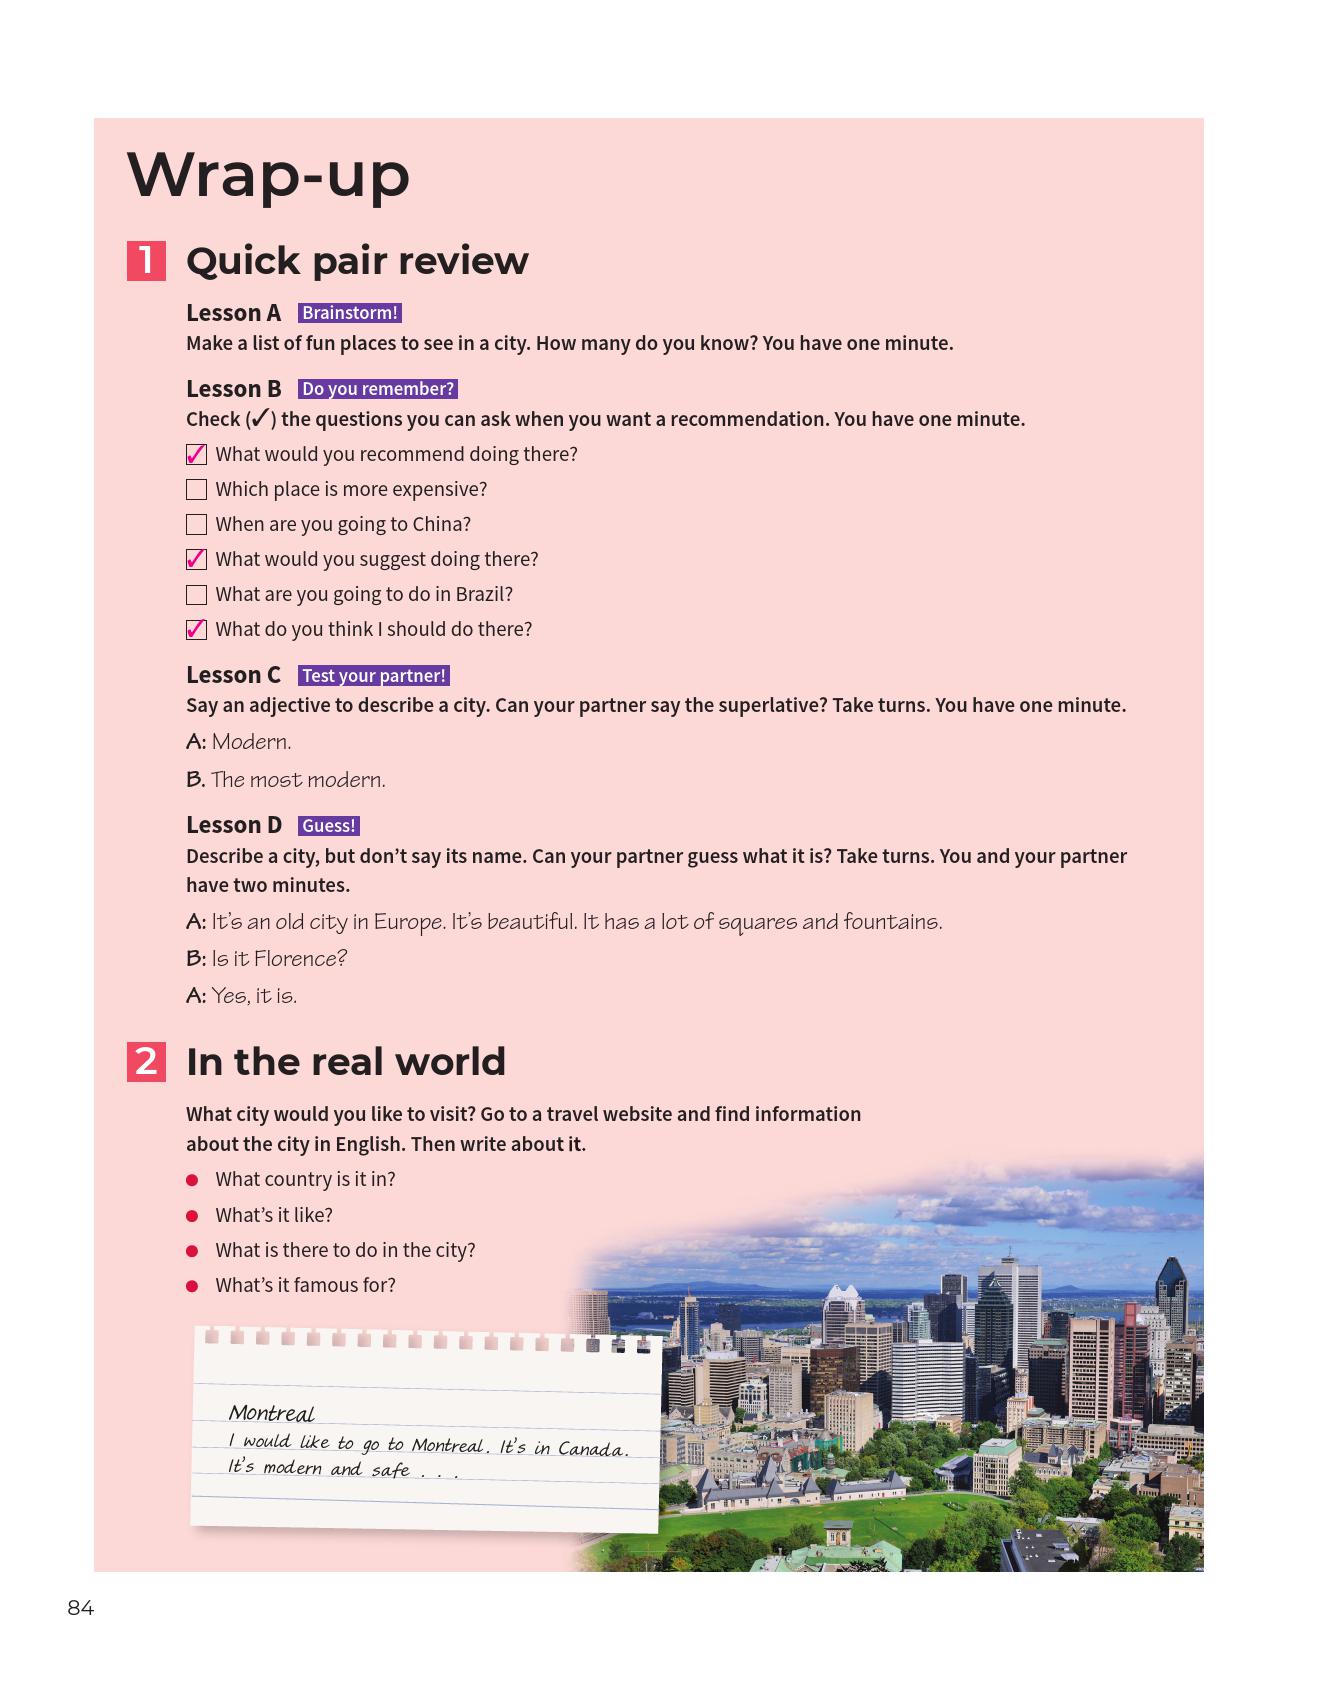 Wrap-up
1 Quick pair review
Lesson A Brainstorm!
Make a list of fun places to see in a city. How many do you know? You have one minute.
Lesson B Do you remember?
Check (✓) the questions you can ask when you want a recommendation. You have one minute.
✓ What would you recommend doing there?
Which place is more expensive?
When are you going to China?
✓ What would you suggest doing there?
What are you going to do in Brazil?
✓ What do you think I should do there?
Lesson C Test your partner!
Say an adjective to describe a city. Can your partner say the superlative? Take turns. You have one minute.
A: Modern.
B. The most modern.
Lesson D Guess!
Describe a city, but don’t say its name. Can your partner guess what it is? Take turns. You and your partner
have two minutes.
A: It’s an old city in Europe. It’s beautiful. It has a lot of squares and fountains.
B: Is it Florence?
A: Yes, it is.
2 In the real world
What city would you like to visit? Go to a travel website and find information
about the city in English. Then write about it.
● What country is it in?
● What’s it like?
● What is there to do in the city?
● What’s it famous for?
Montreal
I would like to go to Montreal. It’s in Canada.
It’s modern and safe . . .
84